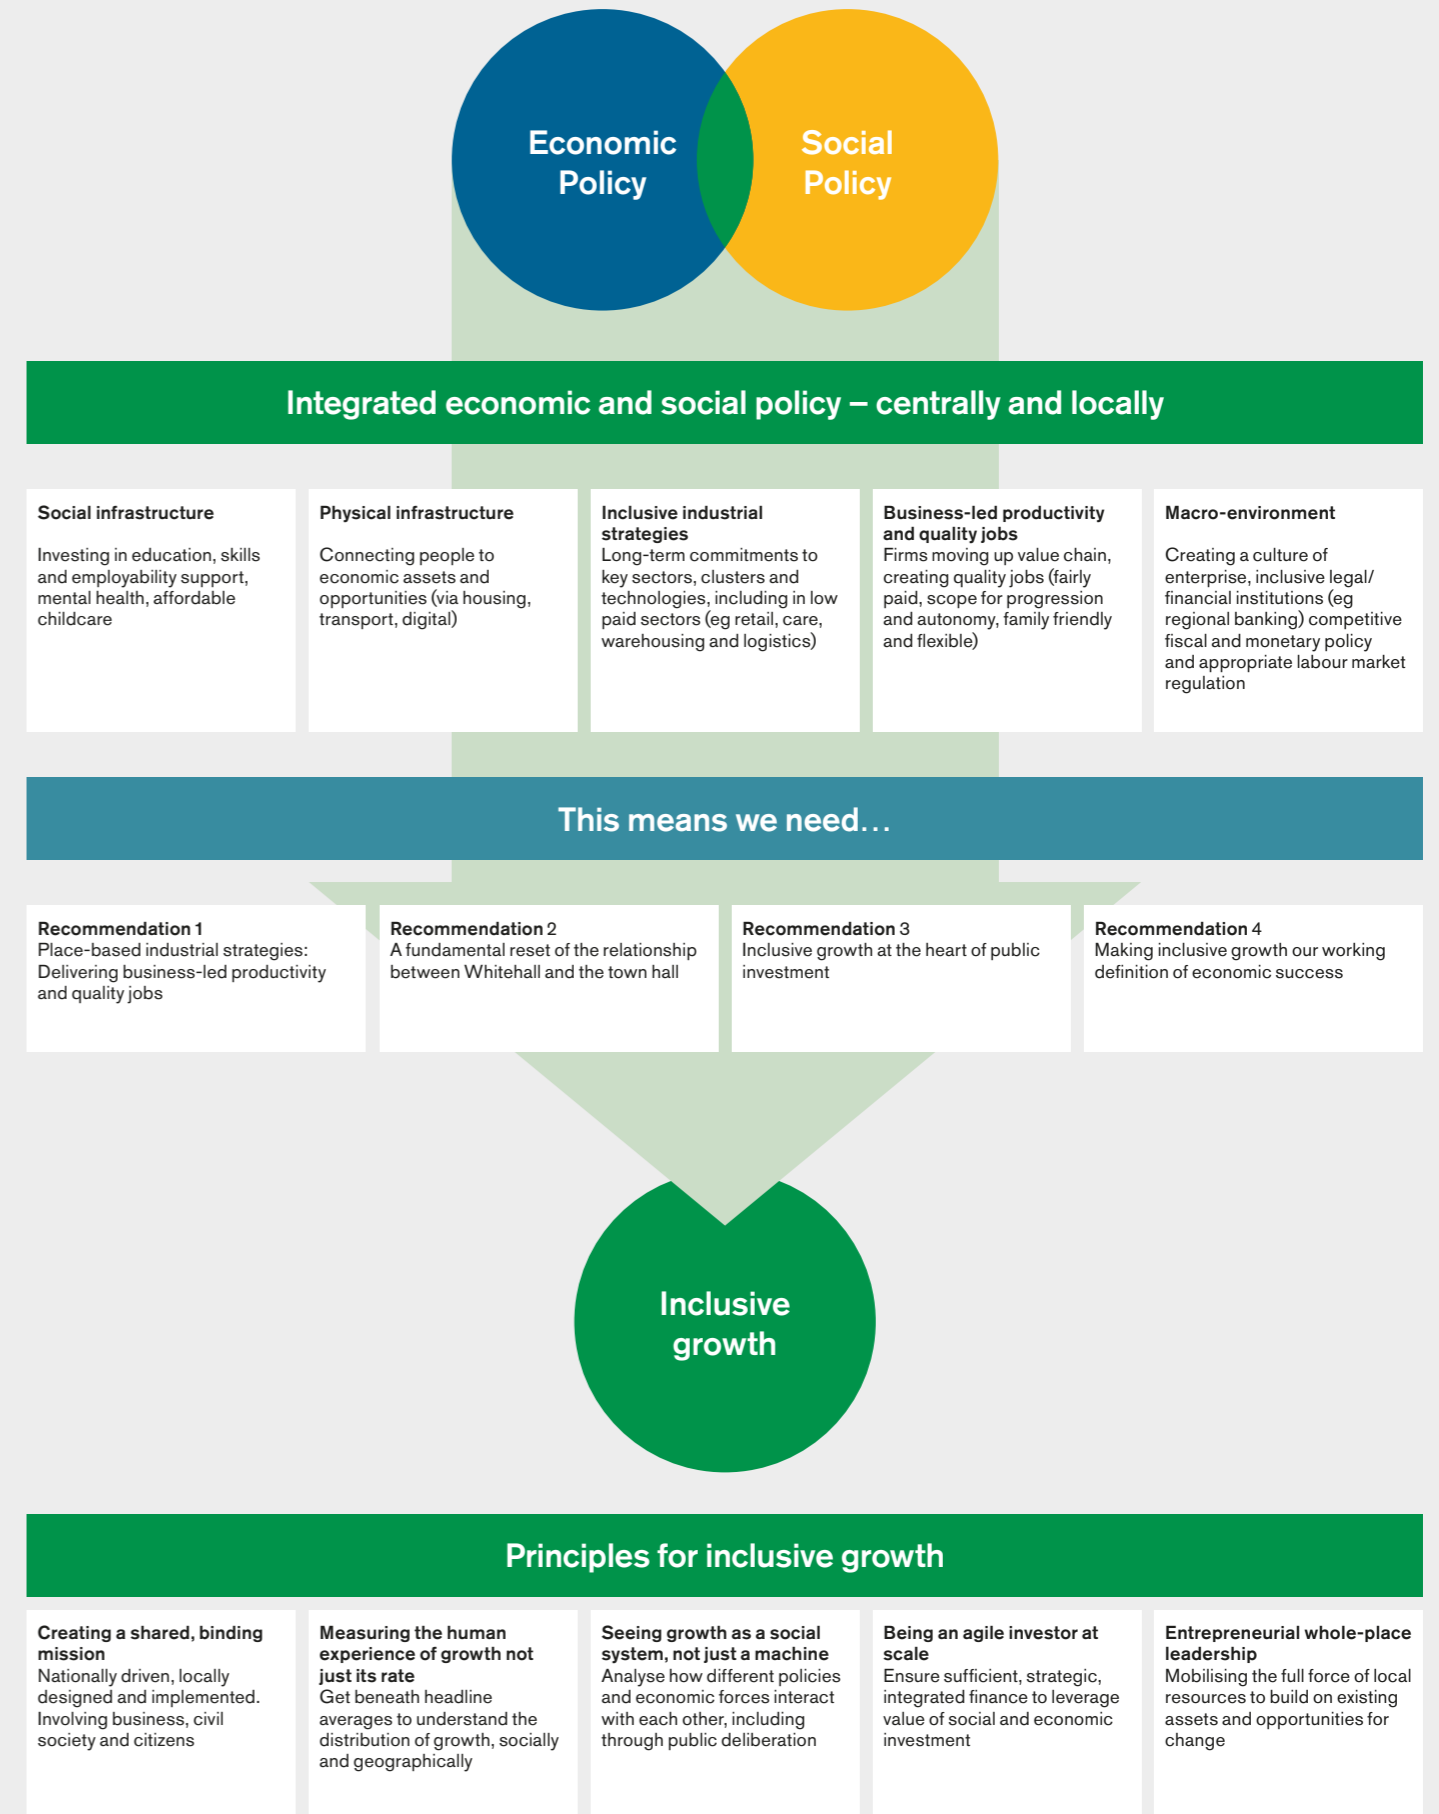 Economic
Policy
Social
Policy
Integrated economic and social policy – centrally and locally
Social infrastructure
Investing in education, skills
and employability support,
mental health, affordable
childcare
Physical infrastructure
Connecting people to
economic assets and
opportunities (via housing,
transport, digital)
Inclusive industrial
strategies
Long-term commitments to
key sectors, clusters and
technologies, including in low
paid sectors (eg retail, care,
warehousing and logistics)
Business-led productivity
and quality jobs
Firms moving up value chain,
creating quality jobs (fairly
paid, scope for progression
and autonomy, family friendly
and flexible)
Macro-environment
Creating a culture of
enterprise, inclusive legal/
financial institutions (eg
regional banking) competitive
fiscal and monetary policy
and appropriate labour market
regulation
This means we need…
Recommendation 1
Place-based industrial strategies:
Delivering business-led productivity
and quality jobs
Recommendation 2
A fundamental reset of the relationship
between Whitehall and the town hall
Recommendation 3
Inclusive growth at the heart of public
investment
Recommendation 4
Making inclusive growth our working
definition of economic success
Inclusive
growth
Principles for inclusive growth
Creating a shared, binding
mission
Nationally driven, locally
designed and implemented.
Involving business, civil
society and citizens
Measuring the human
experience of growth not
just its rate
Get beneath headline
averages to understand the
distribution of growth, socially
and geographically
Seeing growth as a social
system, not just a machine
Analyse how different policies
and economic forces interact
with each other, including
through public deliberation
Being an agile investor at
scale
Ensure sufficient, strategic,
integrated finance to leverage
value of social and economic
investment
Entrepreneurial whole-place
leadership
Mobilising the full force of local
resources to build on existing
assets and opportunities for
change